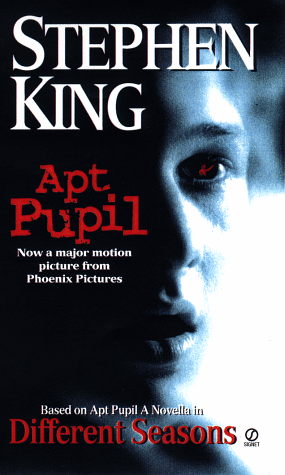 STEPHEN
KING
Apt
Pupil
Now a major motion
picture from
Phoenix Pictures
Based on Apt Pupil A Novella in
Different Seasons
SIGNET